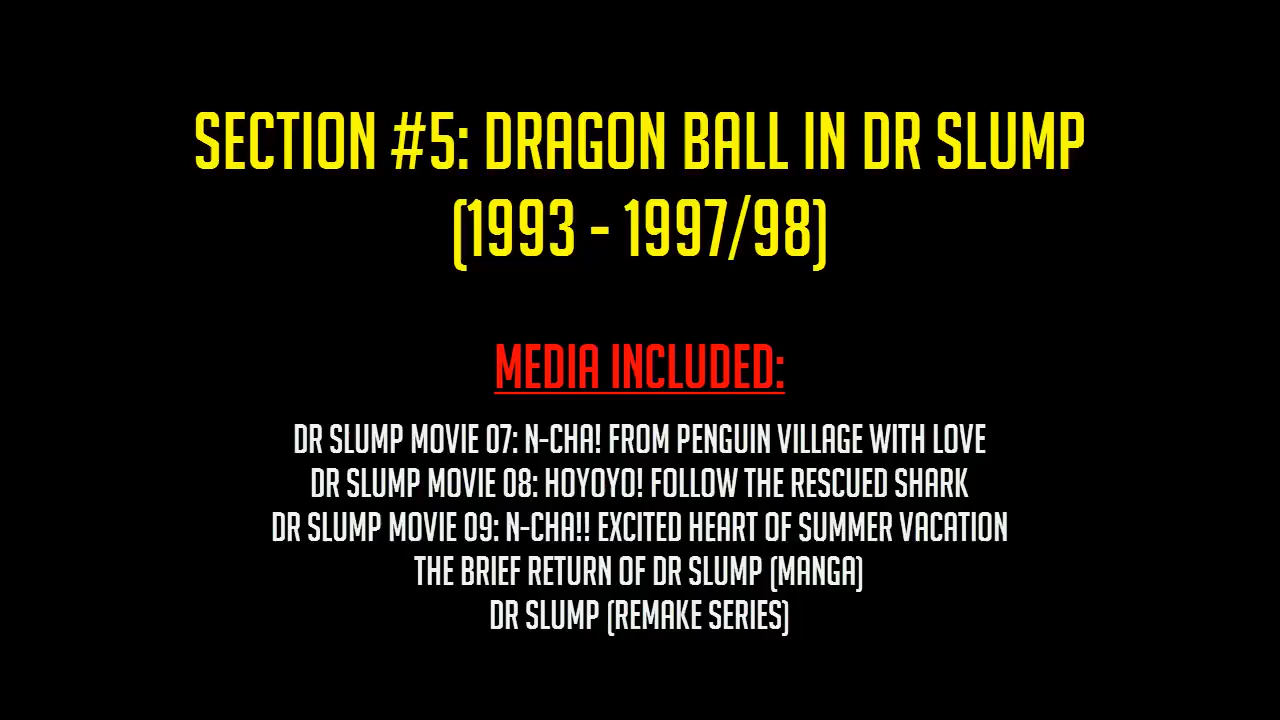 SECTION #5: DRAGON BALL IN DR SLUMP
(1993 - 1997/98)
MEDIA INCLUDED:
DR SLUMP MOVIE 07: N-CHA! FROM PENGUIN VILLAGE WITH LOVE
DR SLUMP MOVIE 08: HOYOYO! FOLLOW THE RESCUED SHARK
DR SLUMP MOVIE 09: N-CHA!! EXCITED HEART OF SUMMER VACATION
THE BRIEF RETURN OF DR SLUMP (MANGA)
DR SLUMP (REMAKE SERIES)